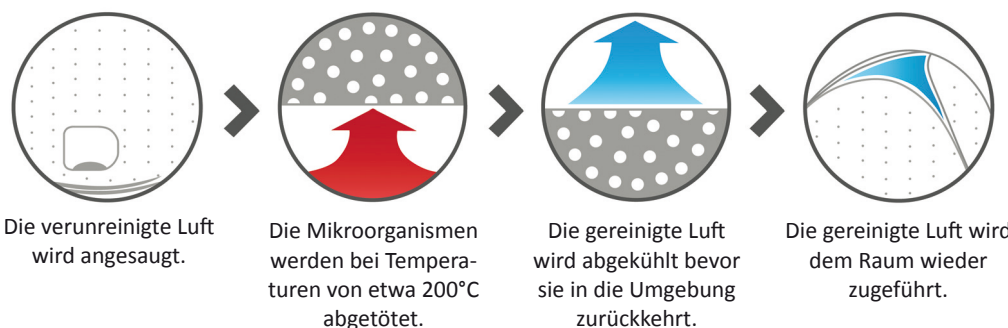 Die verunreinigte Luft
wird angesaugt.
Die Mikroorganismen
werden bei Tempera-
turen von etwa 200°C
abgetötet.
Die gereinigte Luft
wird abgekühlt bevor
sie in die Umgebung
zurückkehrt.
Die gereinigte Luft wird
dem Raum wieder
zugeführt.